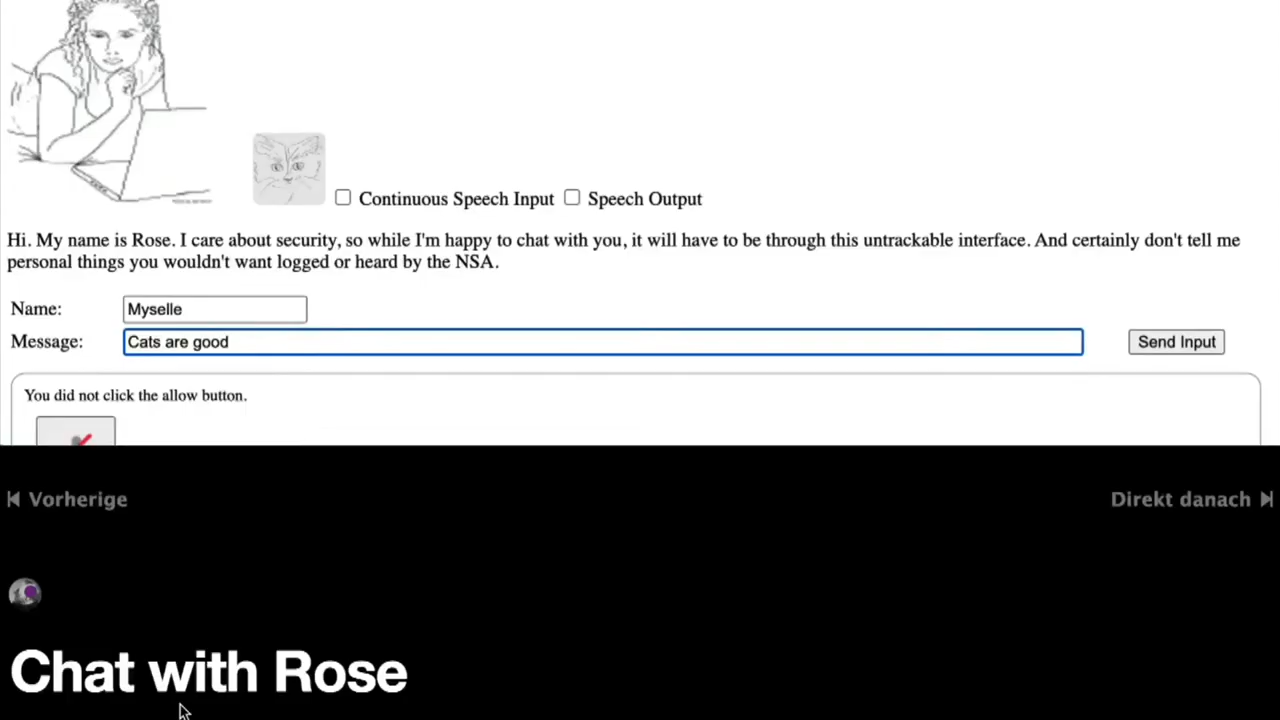 Continuous Speech Input Speech Output
Hi. My name is Rose. I care about security, so while I'm happy to chat with you, it will have to be through this untrackable interface. And certainly don't tell me
personal things you wouldn't want logged or heard by the NSA.
Name: Myselle
Message: Cats are good Send Input
You did not click the allow button.
Vorherige Direkt danach
Chat with Rose